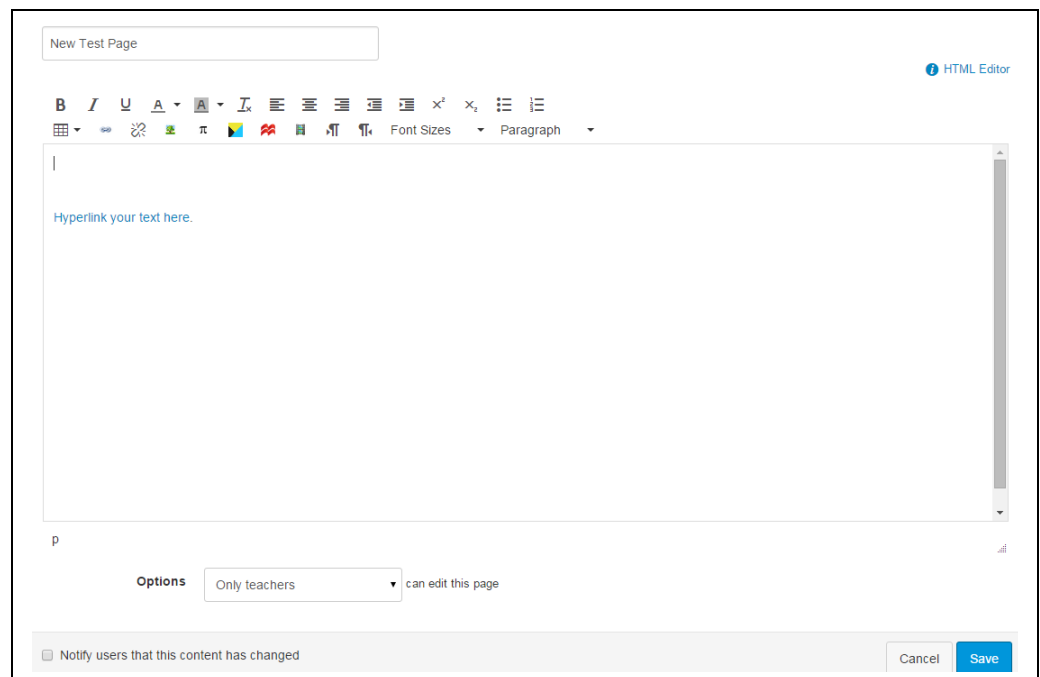 New Test Page
HTML Editor
Font Sizes Paragraph
Hyperlink your text here.
p
Options Only teachers can edit this page
Notify users that this content has changed
Cancel Save